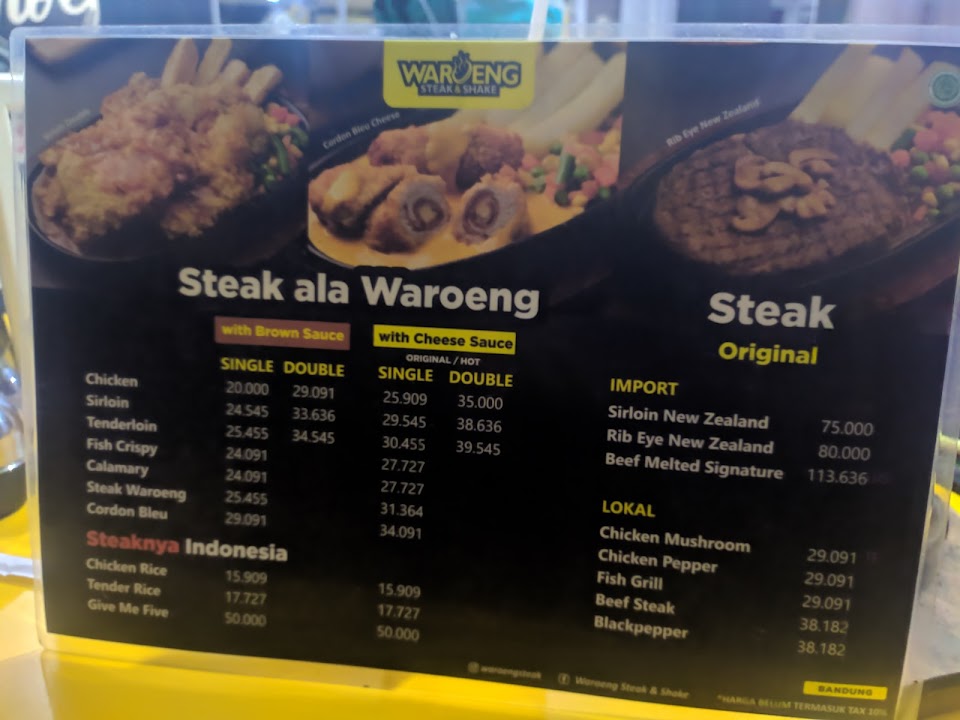 WAROENG
STEAK & SHAKE
Cordon Bleu Cheese
Rib Eye New Zealand
Steak ala Waroeng
with Brown Sauce
with Cheese Sauce
ORIGINAL / HOT
SINGLE DOUBLE SINGLE DOUBLE
Chicken 20.000 29.091 25.909 35.000
Sirloin 24.545 33.636 29.545 38.636
Tenderloin 25.455 34.545 30.455 39.545
Fish Crispy 24.091 27.727
Calamary 24.091 27.727
Steak Waroeng 25.455 31.364
Cordon Bleu 29.091 34.091
Steaknya Indonesia
Chicken Rice 15.909 15.909
Tender Rice 17.727 17.727
Give Me Five 50.000 50.000
Steak
Original
IMPORT
Sirloin New Zealand 75.000
Rib Eye New Zealand 80.000
Beef Melted Signature 113.636
LOKAL
Chicken Mushroom 29.091
Chicken Pepper 29.091
Fish Grill 29.091
Beef Steak 38.182
Blackpepper 38.182
waroengsteak
Waroeng Steak & Shake
BANDUNG
*HARGA BELUM TERMASUK TAX 10%